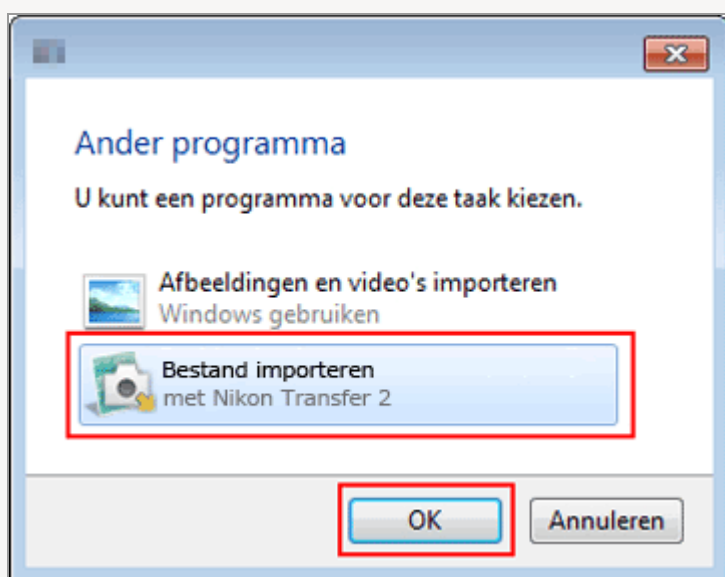 Ander programma
U kunt een programma voor deze taak kiezen.
Afbeeldingen en video's importeren
Windows gebruiken
Bestand importeren
met Nikon Transfer 2
OK
Annuleren